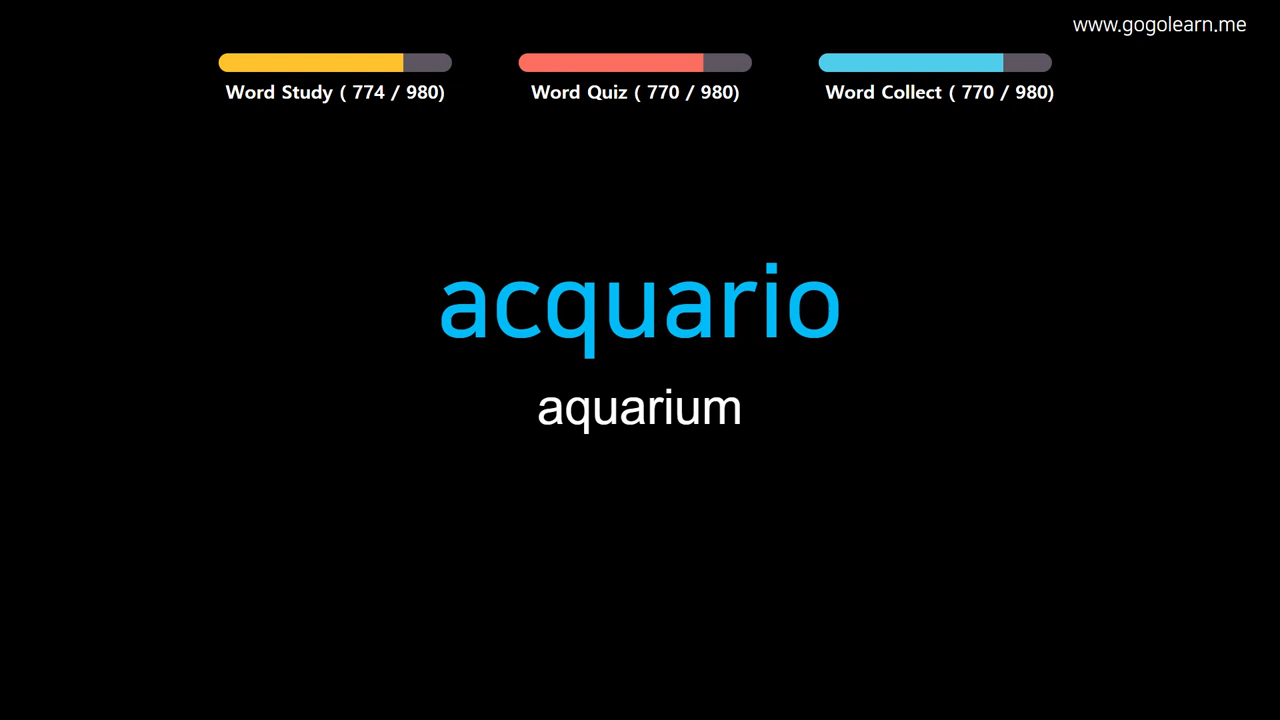 www.gogolearn.me
Word Study ( 774 / 980)
Word Quiz ( 770 / 980)
Word Collect ( 770 / 980)
acquario
aquarium